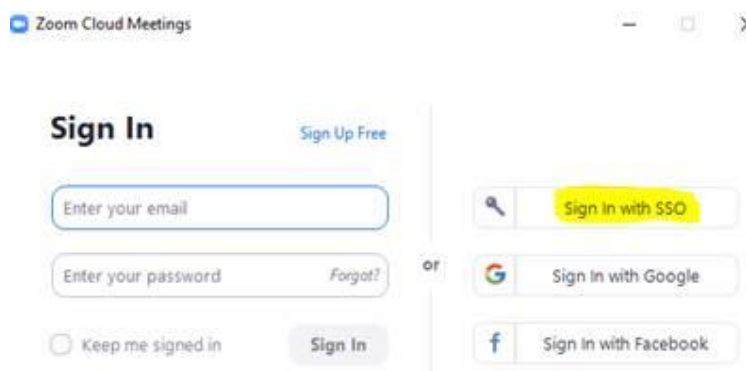 Zoom Cloud Meetings
Sign In
Sign Up Free
Enter your email
Enter your password
Forgot?
Keep me signed in
Sign In
or
Sign In with SSO
Sign In with Google
Sign In with Facebook